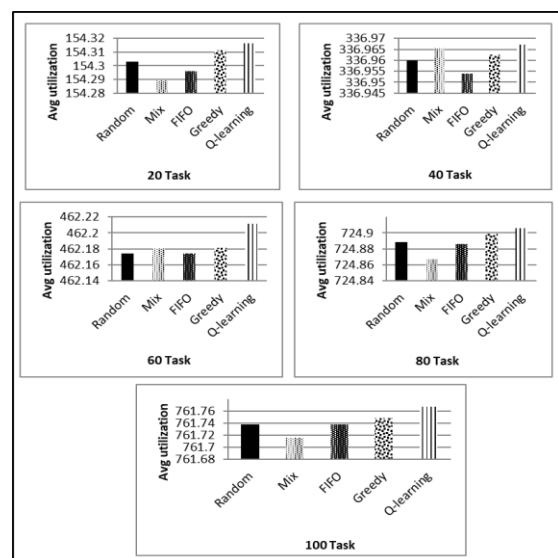 Avg utilization
154.32
154.31
154.3
154.29
154.28
Random
Mix
FIFO
Greedy
Q-learning
20 Task
Avg utilization
336.97
336.965
336.96
336.955
336.95
336.945
Random
Mix
FIFO
Greedy
Q-learning
40 Task
Avg utilization
462.22
462.2
462.18
462.16
462.14
Random
Mix
FIFO
Greedy
Q-learning
60 Task
Avg utilization
724.9
724.88
724.86
724.84
Random
Mix
FIFO
Greedy
Q-learning
80 Task
Avg utilization
761.76
761.74
761.72
761.7
761.68
Random
Mix
FIFO
Greedy
Q-learning
100 Task